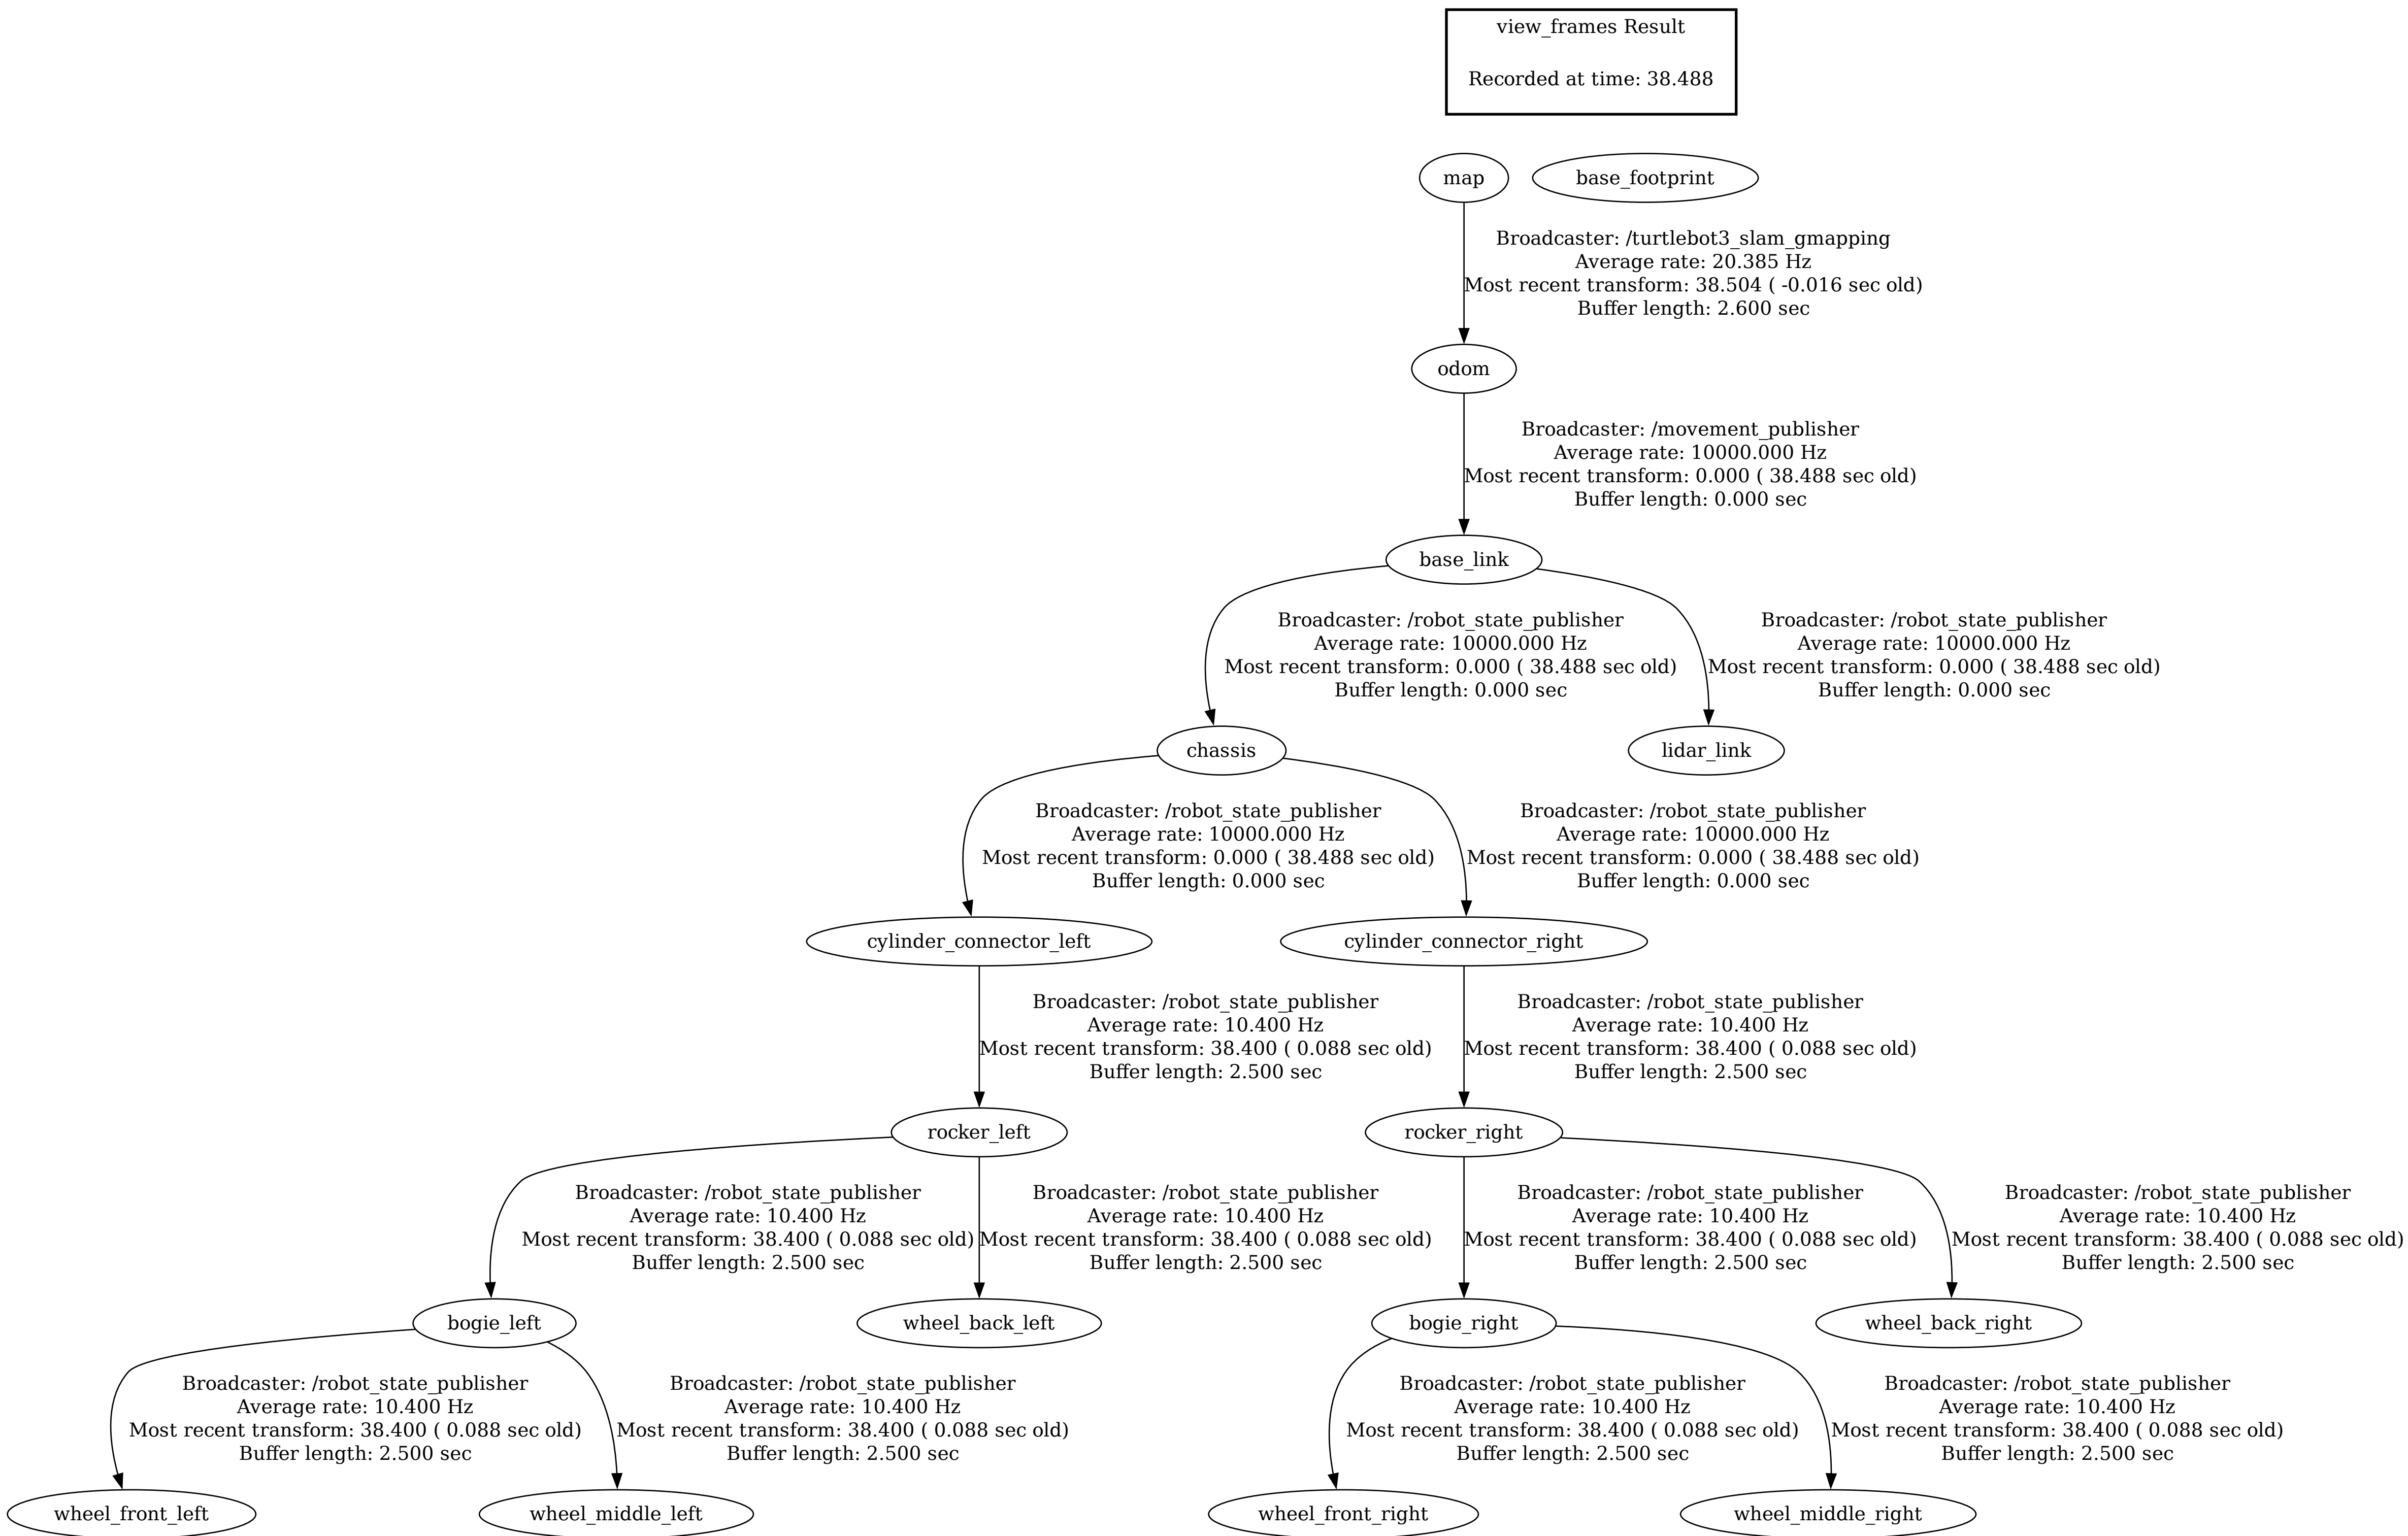 view_frames Result
Recorded at time: 38.488
map
base_footprint
Broadcaster: /turtlebot3_slam_gmapping
Average rate: 20.385 Hz
Most recent transform: 38.504 ( -0.016 sec old)
Buffer length: 2.600 sec
odom
Broadcaster: /movement_publisher
Average rate: 10000.000 Hz
Most recent transform: 0.000 ( 38.488 sec old)
Buffer length: 0.000 sec
base_link
Broadcaster: /robot_state_publisher
Average rate: 10000.000 Hz
Most recent transform: 0.000 ( 38.488 sec old)
Buffer length: 0.000 sec
Broadcaster: /robot_state_publisher
Average rate: 10000.000 Hz
Most recent transform: 0.000 ( 38.488 sec old)
Buffer length: 0.000 sec
chassis
lidar_link
Broadcaster: /robot_state_publisher
Average rate: 10000.000 Hz
Most recent transform: 0.000 ( 38.488 sec old)
Buffer length: 0.000 sec
Broadcaster: /robot_state_publisher
Average rate: 10000.000 Hz
Most recent transform: 0.000 ( 38.488 sec old)
Buffer length: 0.000 sec
cylinder_connector_left
cylinder_connector_right
Broadcaster: /robot_state_publisher
Average rate: 10.400 Hz
Most recent transform: 38.400 ( 0.088 sec old)
Buffer length: 2.500 sec
Broadcaster: /robot_state_publisher
Average rate: 10.400 Hz
Most recent transform: 38.400 ( 0.088 sec old)
Buffer length: 2.500 sec
rocker_left
rocker_right
Broadcaster: /robot_state_publisher
Average rate: 10.400 Hz
Most recent transform: 38.400 ( 0.088 sec old)
Buffer length: 2.500 sec
Broadcaster: /robot_state_publisher
Average rate: 10.400 Hz
Most recent transform: 38.400 ( 0.088 sec old)
Buffer length: 2.500 sec
Broadcaster: /robot_state_publisher
Average rate: 10.400 Hz
Most recent transform: 38.400 ( 0.088 sec old)
Buffer length: 2.500 sec
Broadcaster: /robot_state_publisher
Average rate: 10.400 Hz
Most recent transform: 38.400 ( 0.088 sec old)
Buffer length: 2.500 sec
bogie_left
wheel_back_left
bogie_right
wheel_back_right
Broadcaster: /robot_state_publisher
Average rate: 10.400 Hz
Most recent transform: 38.400 ( 0.088 sec old)
Buffer length: 2.500 sec
Broadcaster: /robot_state_publisher
Average rate: 10.400 Hz
Most recent transform: 38.400 ( 0.088 sec old)
Buffer length: 2.500 sec
Broadcaster: /robot_state_publisher
Average rate: 10.400 Hz
Most recent transform: 38.400 ( 0.088 sec old)
Buffer length: 2.500 sec
Broadcaster: /robot_state_publisher
Average rate: 10.400 Hz
Most recent transform: 38.400 ( 0.088 sec old)
Buffer length: 2.500 sec
wheel_front_left
wheel_middle_left
wheel_front_right
wheel_middle_right